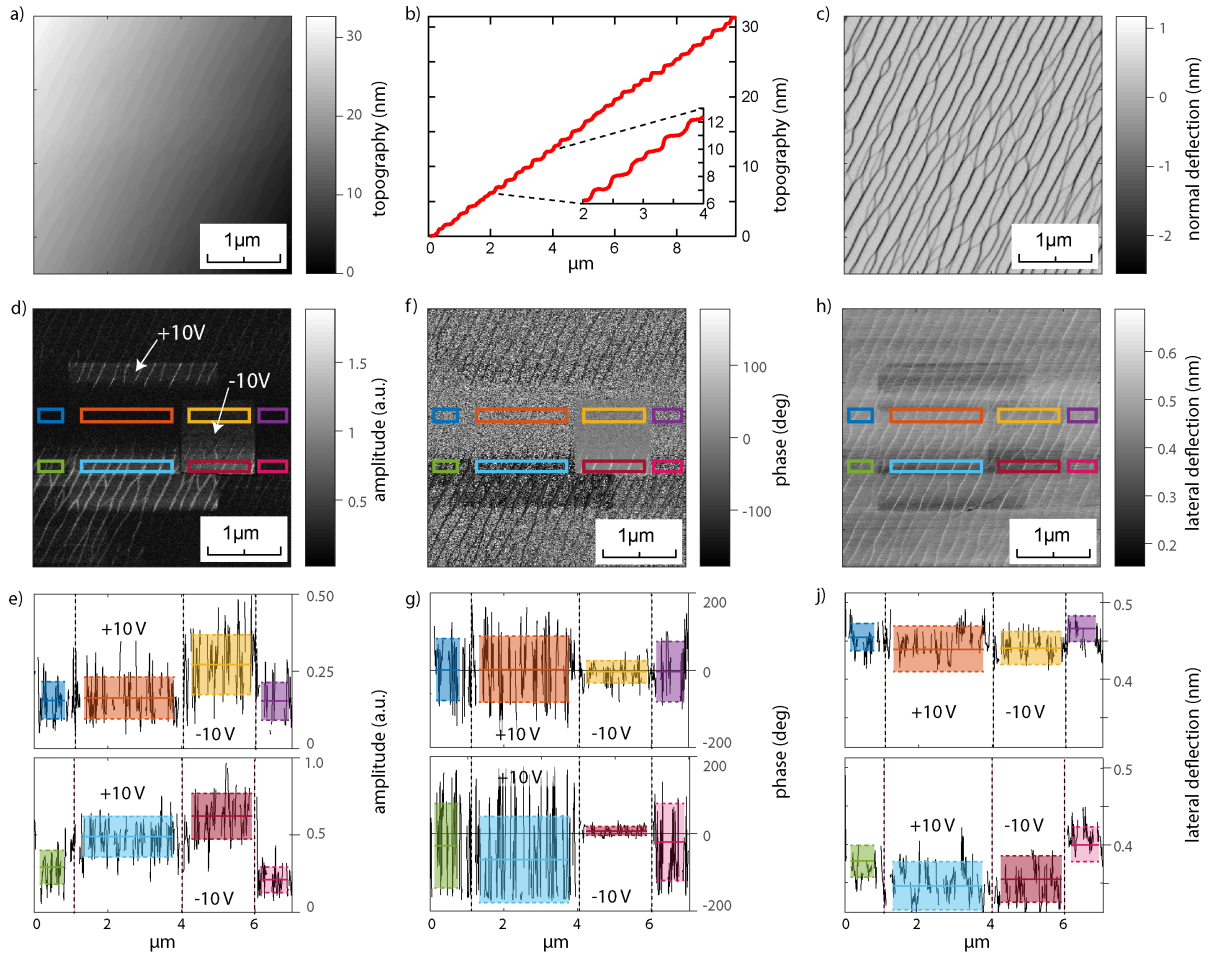 a)
30
20
10
0
topography (nm)
1µm
b)
30
20
10
0
topography (nm)
12
10
8
6
2
3
4
0
2
4
6
8
µm
c)
1
0
-1
-2
normal deflection (nm)
1µm
d)
+10V
-10V
1.5
1
0.5
amplitude (a.u.)
1µm
f)
100
0
-100
phase (deg)
1µm
h)
0.6
0.5
0.4
0.3
0.2
lateral deflection (nm)
1µm
e)
+10 V
-10 V
0.50
0.25
0
+10 V
-10 V
1.0
0.5
0
amplitude (a.u.)
0
2
4
6
µm
g)
+10 V
-10 V
200
0
-200
+10 V
200
0
-200
phase (deg)
0
2
4
6
µm
j)
+10 V
-10 V
0.5
0.4
+10 V
-10 V
0.5
0.4
lateral deflection (nm)
0
2
4
6
µm